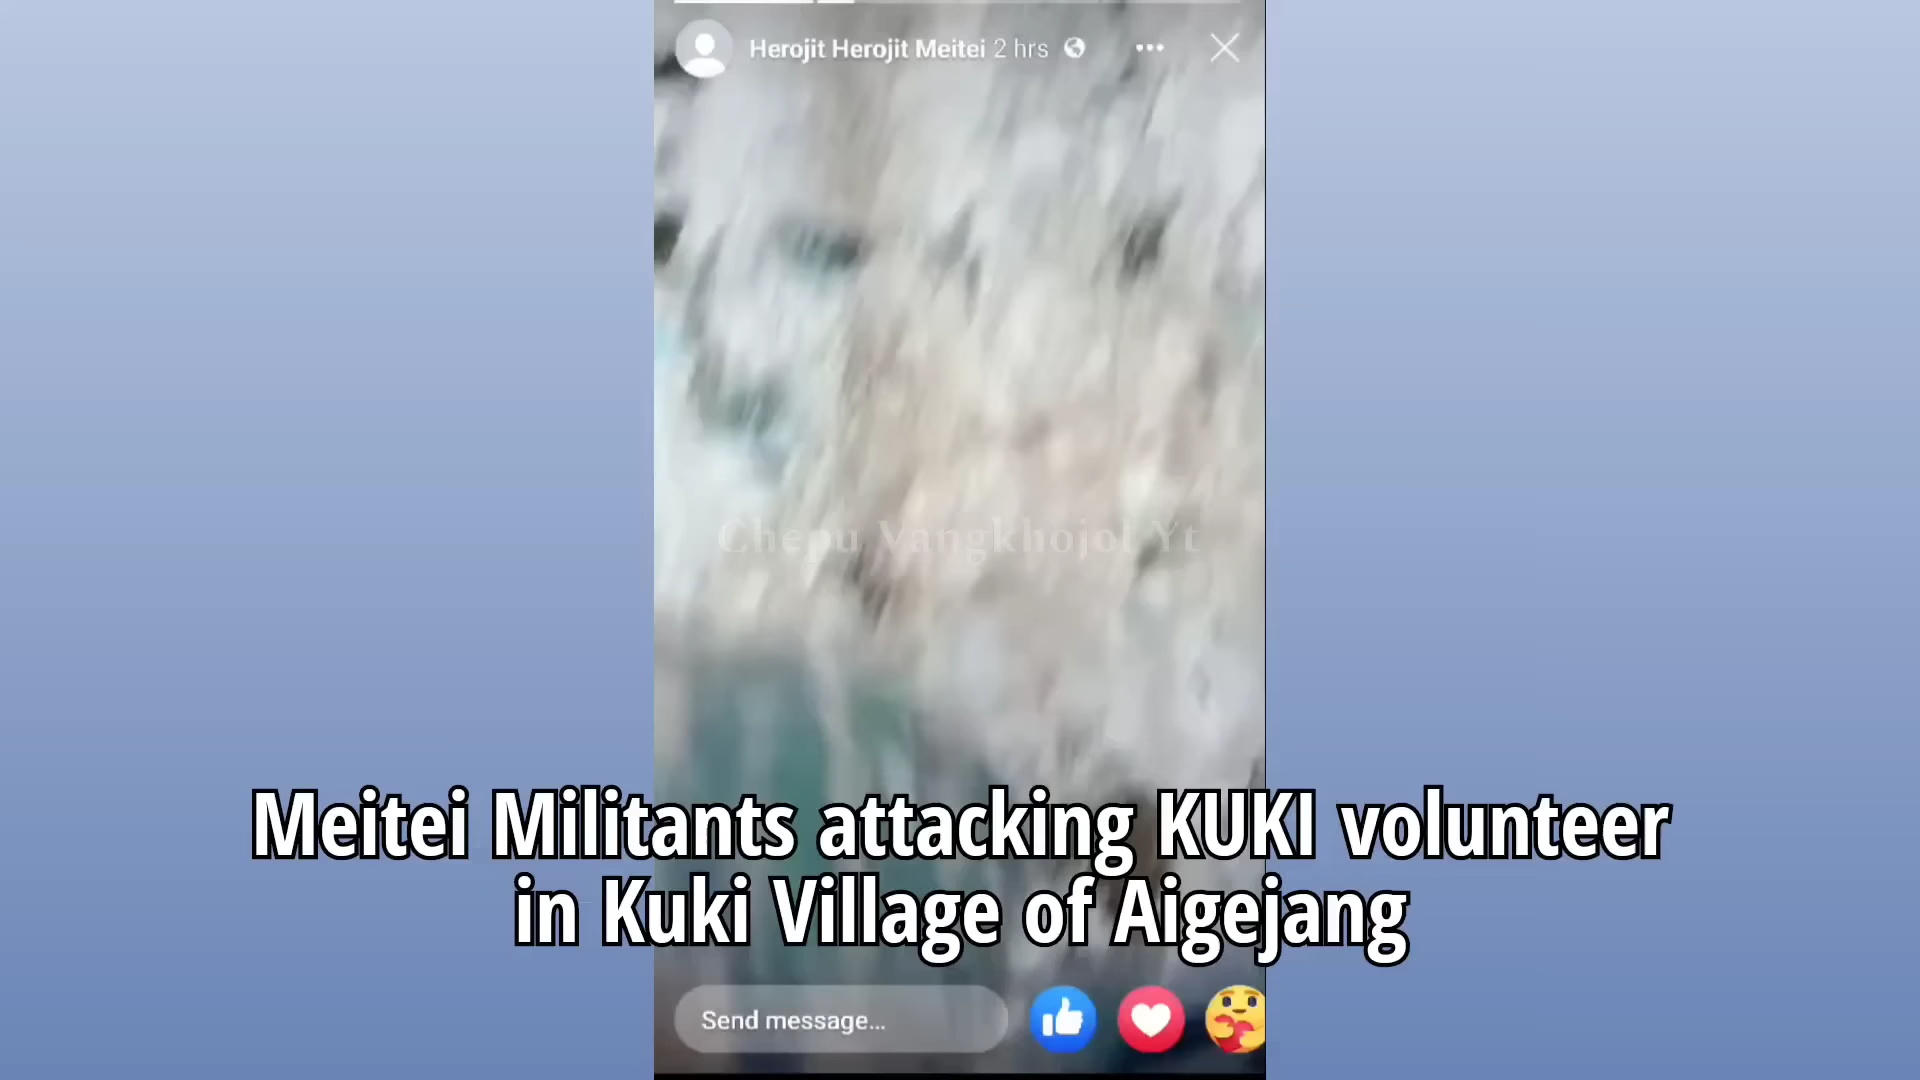 Herojit Herojit Meitei 2 hrs
Chepu Vangkhojol Yt
Meitei Militants attacking KUKI volunteer
in Kuki Village of Aigejang
Send message...